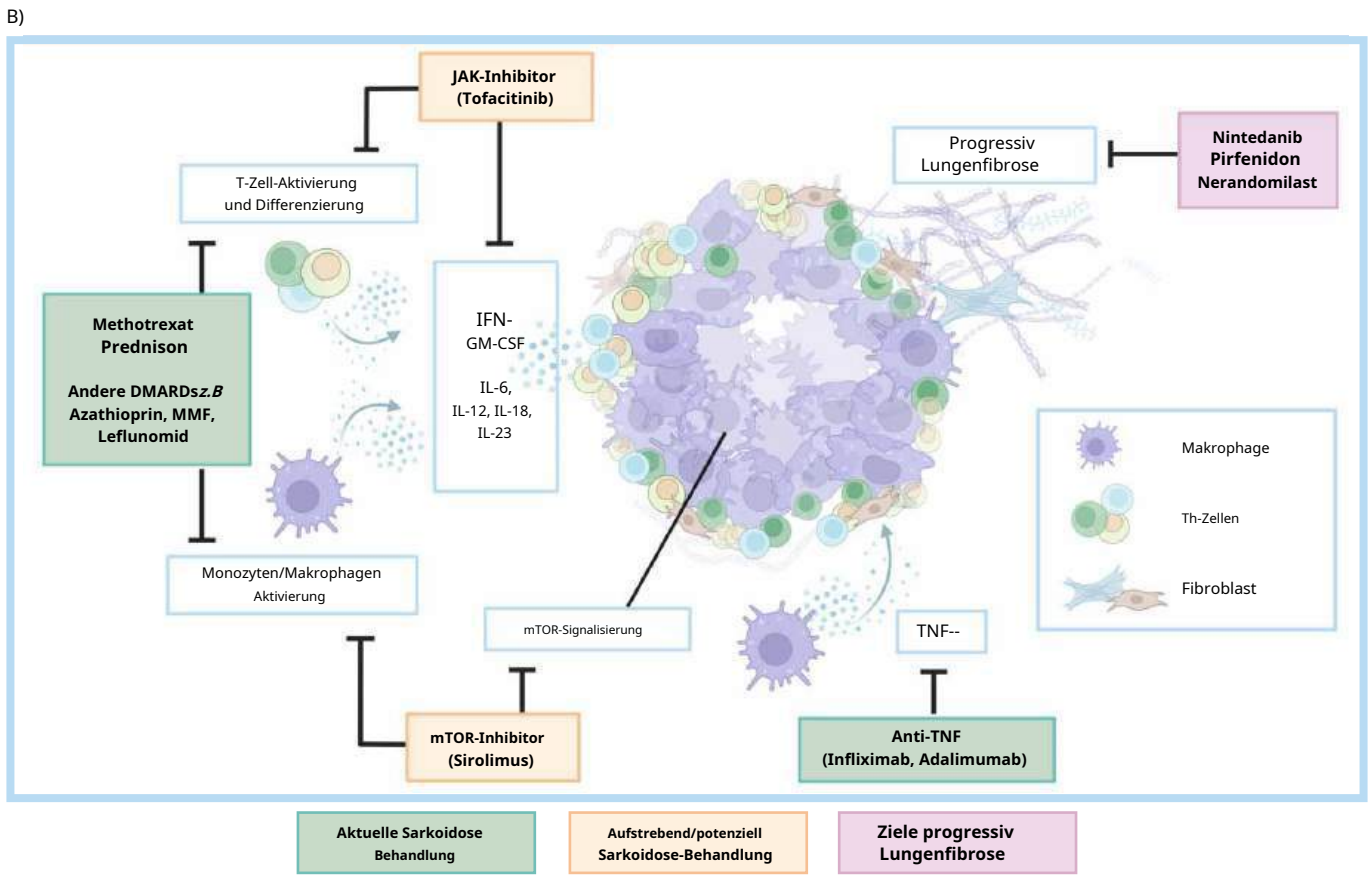 B)
JAK-Inhibitor
(Tofacitinib)
Progressiv
Lungenfibrose
Nintedanib
Pirfenidon
Nerandomilast
T-Zell-Aktivierung
und Differenzierung
Methotrexat
Prednison
Andere DMARDsz.B
Azathioprin, MMF,
Leflunomid
IFN-
GM-CSF
IL-6,
IL-12, IL-18,
IL-23
Makrophage
Th-Zellen
Fibroblast
Monozyten/Makrophagen
Aktivierung
mTOR-Signalisierung
TNF--
mTOR-Inhibitor
(Sirolimus)
Anti-TNF
(Infliximab, Adalimumab)
Aktuelle Sarkoidose
Behandlung
Aufstrebend/potenziell
Sarkoidose-Behandlung
Ziele progressiv
Lungenfibrose